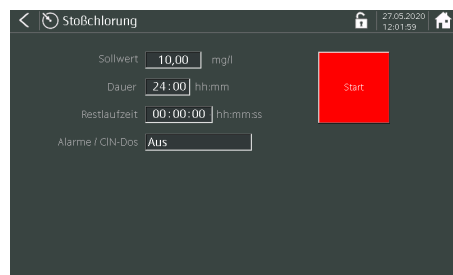 Stoßchlorung
27.05.2020
12:01:59
Sollwert 10,00 mg/l
Dauer 24:00 hh:mm
Restlaufzeit 00:00:00 hh:mm:ss
Alarme / CIN-Dos Aus
Start